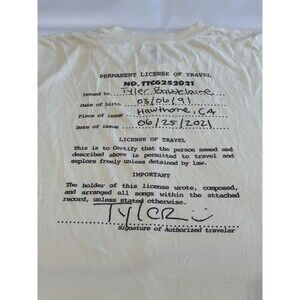 PERMANENT LICENSE OF TRAVEL
NO. TTC6252021
Issued to Tyler Baudelaire
Date of birth 03/06/91
Place of issue Hawthorne, CA
Date of issue 06/25/2021
LICENSE OF TRAVEL
This is to Certify that the person named and
described above is permitted to travel and
explore freely unless detained by law.
IMPORTANT
The holder of this license wrote, composed,
and arranged all songs within the attached
record, unless stated otherwise.
TYLER
Signature of Authorized traveler